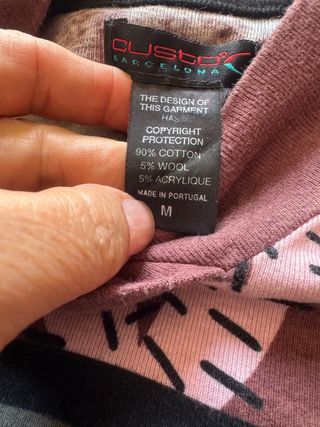 custo
BARCELONA
THE DESIGN OF
THIS GARMENT
HAS
COPYRIGHT
PROTECTION
90% COTTON
5% WOOL
5% ACRYLIQUE
MADE IN PORTUGAL
M